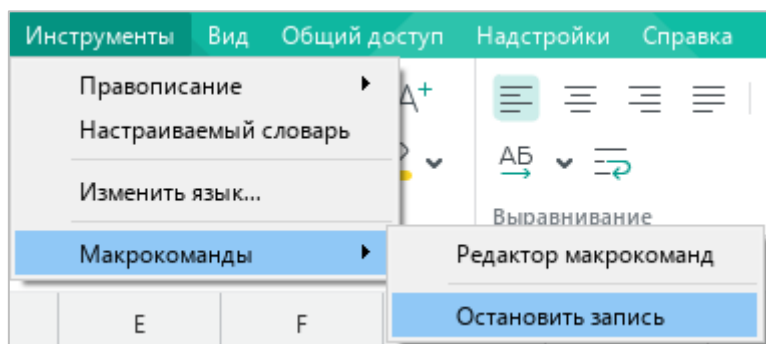 Инструменты Вид Общий доступ Надстройки Справка
Правописание
Настраиваемый словарь
АБ
Изменить язык...
Выравнивание
Макрокоманды
Редактор макрокоманд
Остановить запись
E F